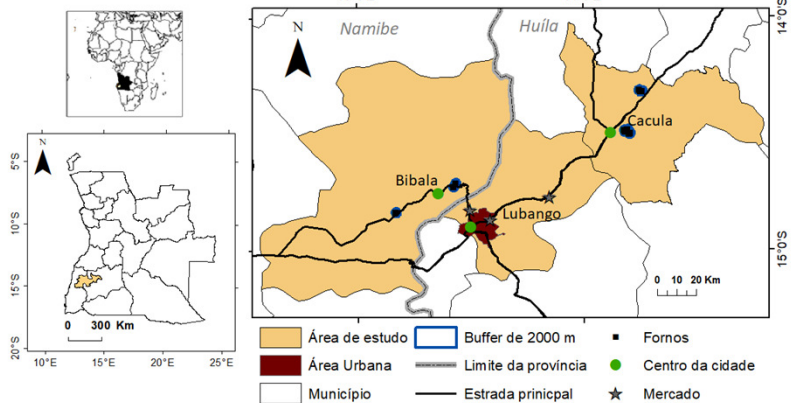 N
Namibe
Huíla
14°0'S
Cacula
Bibala
Lubango
15°0'S
0 10 20 Km
N
5°S
10°S
15°S
20°S
0 300 Km
10°E 15°E 20°E 25°E
Área de estudo
Buffer de 2000 m
Fornos
Área Urbana
Limite da província
Centro da cidade
Município
Estrada prinicpal
Mercado